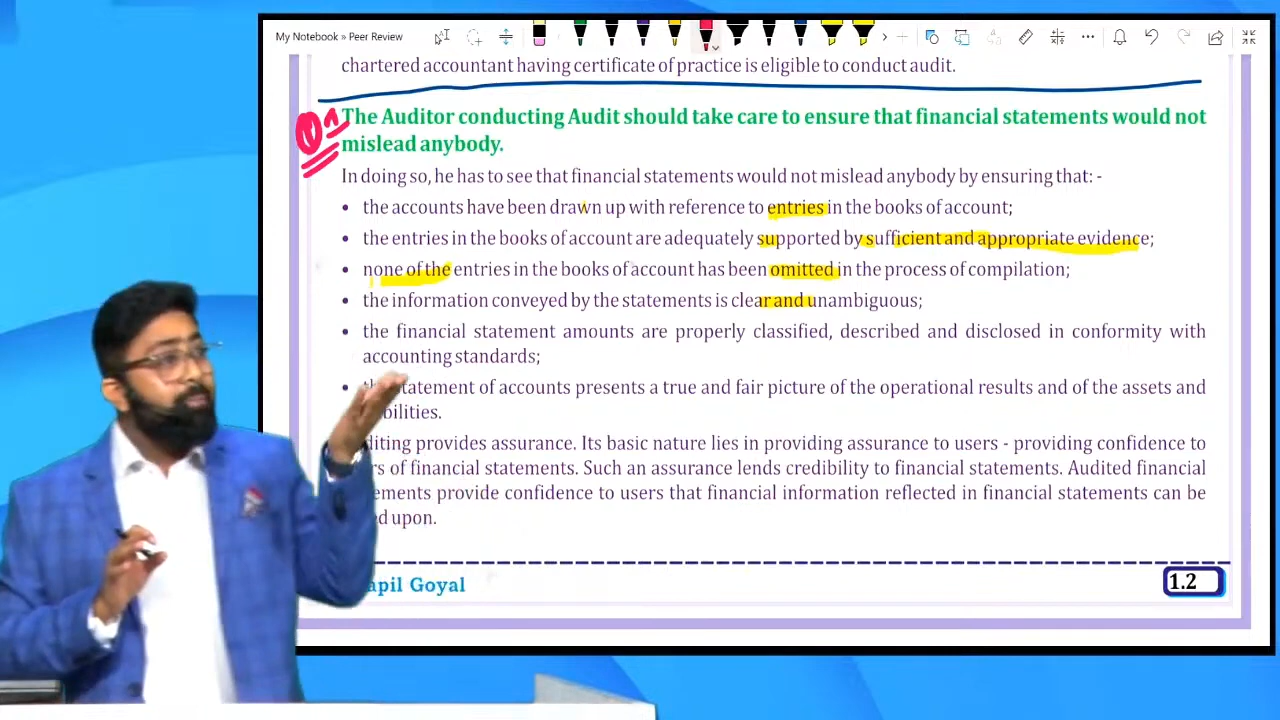 My Notebook » Peer Review
chartered accountant having certificate of practice is eligible to conduct audit.
Q1
The Auditor conducting Audit should take care to ensure that financial statements would not
mislead anybody.
In doing so, he has to see that financial statements would not mislead anybody by ensuring that: -
• the accounts have been drawn up with reference to entries in the books of account;
• the entries in the books of account are adequately supported by sufficient and appropriate evidence;
• none of the entries in the books of account has been omitted in the process of compilation;
• the information conveyed by the statements is clear and unambiguous;
• the financial statement amounts are properly classified, described and disclosed in conformity with
accounting standards;
• statement of accounts presents a true and fair picture of the operational results and of the assets and
bilities.
diting provides assurance. Its basic nature lies in providing assurance to users - providing confidence to
rs of financial statements. Such an assurance lends credibility to financial statements. Audited financial
ements provide confidence to users that financial information reflected in financial statements can be
d upon.
apil Goyal
1.2